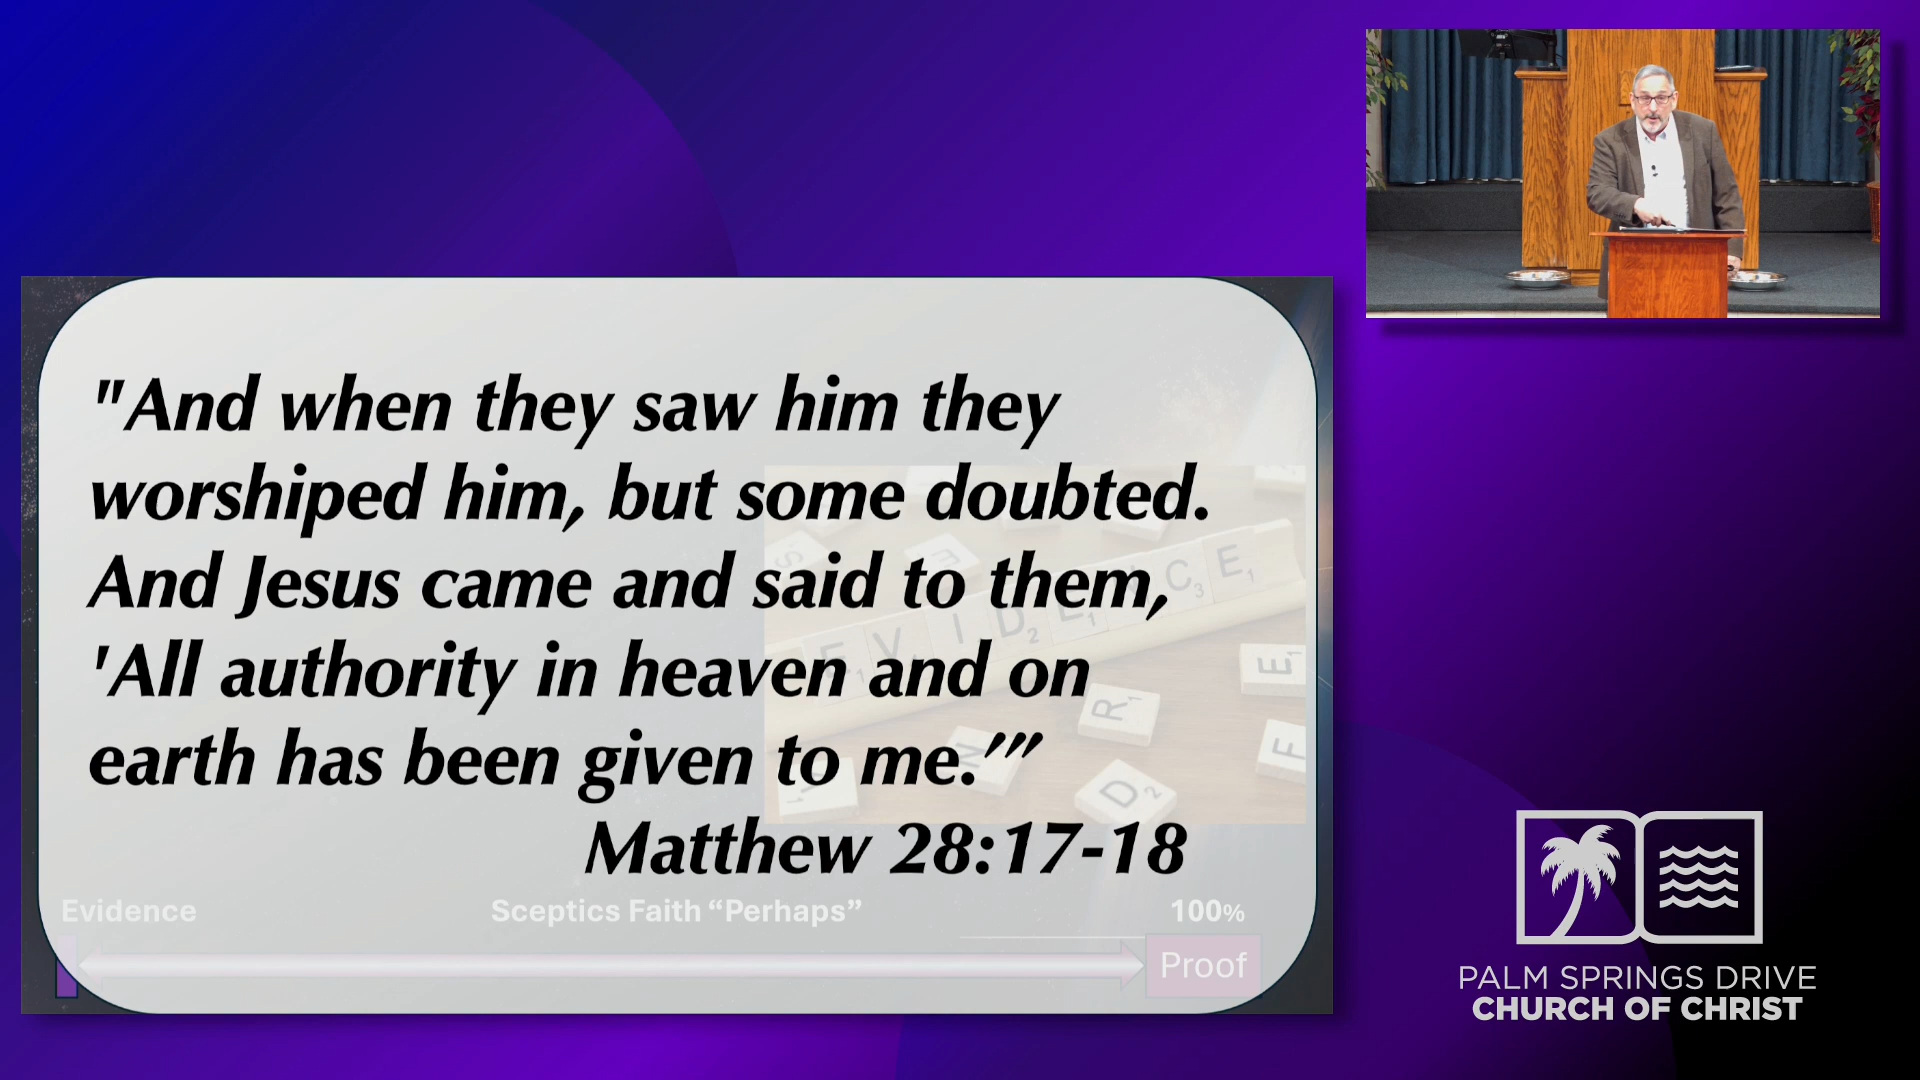 "And when they saw him they
worshiped him, but some doubted.
And Jesus came and said to them,
'All authority in heaven and on
earth has been given to me.’”
Matthew 28:17-18
Evidence
Sceptics Faith “Perhaps”
100%
Proof
PALM SPRINGS DRIVE
CHURCH OF CHRIST